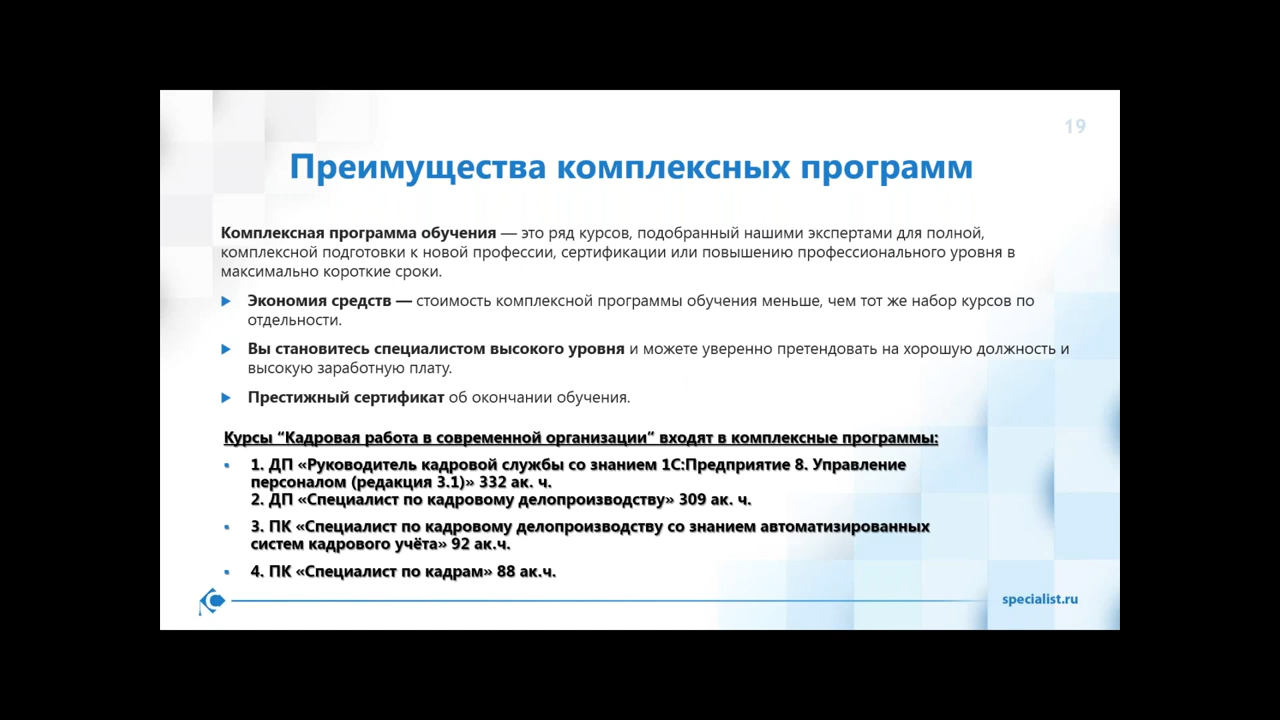 19
Преимущества комплексных программ
Комплексная программа обучения — это ряд курсов, подобранный нашими экспертами для полной,
комплексной подготовки к новой профессии, сертификации или повышению профессионального уровня в
максимально короткие сроки.
Экономия средств — стоимость комплексной программы обучения меньше, чем тот же набор курсов по
отдельности.
Вы становитесь специалистом высокого уровня и можете уверенно претендовать на хорошую должность и
высокую заработную плату.
Престижный сертификат об окончании обучения.
Курсы “Кадровая работа в современной организации“ входят в комплексные программы:
1. ДП «Руководитель кадровой службы со знанием 1С:Предприятие 8. Управление
персоналом (редакция 3.1)» 332 ак. ч.
2. ДП «Специалист по кадровому делопроизводству» 309 ак. ч.
3. ПК «Специалист по кадровому делопроизводству со знанием автоматизированных
систем кадрового учёта» 92 ак.ч.
4. ПК «Специалист по кадрам» 88 ак.ч.
specialist.ru